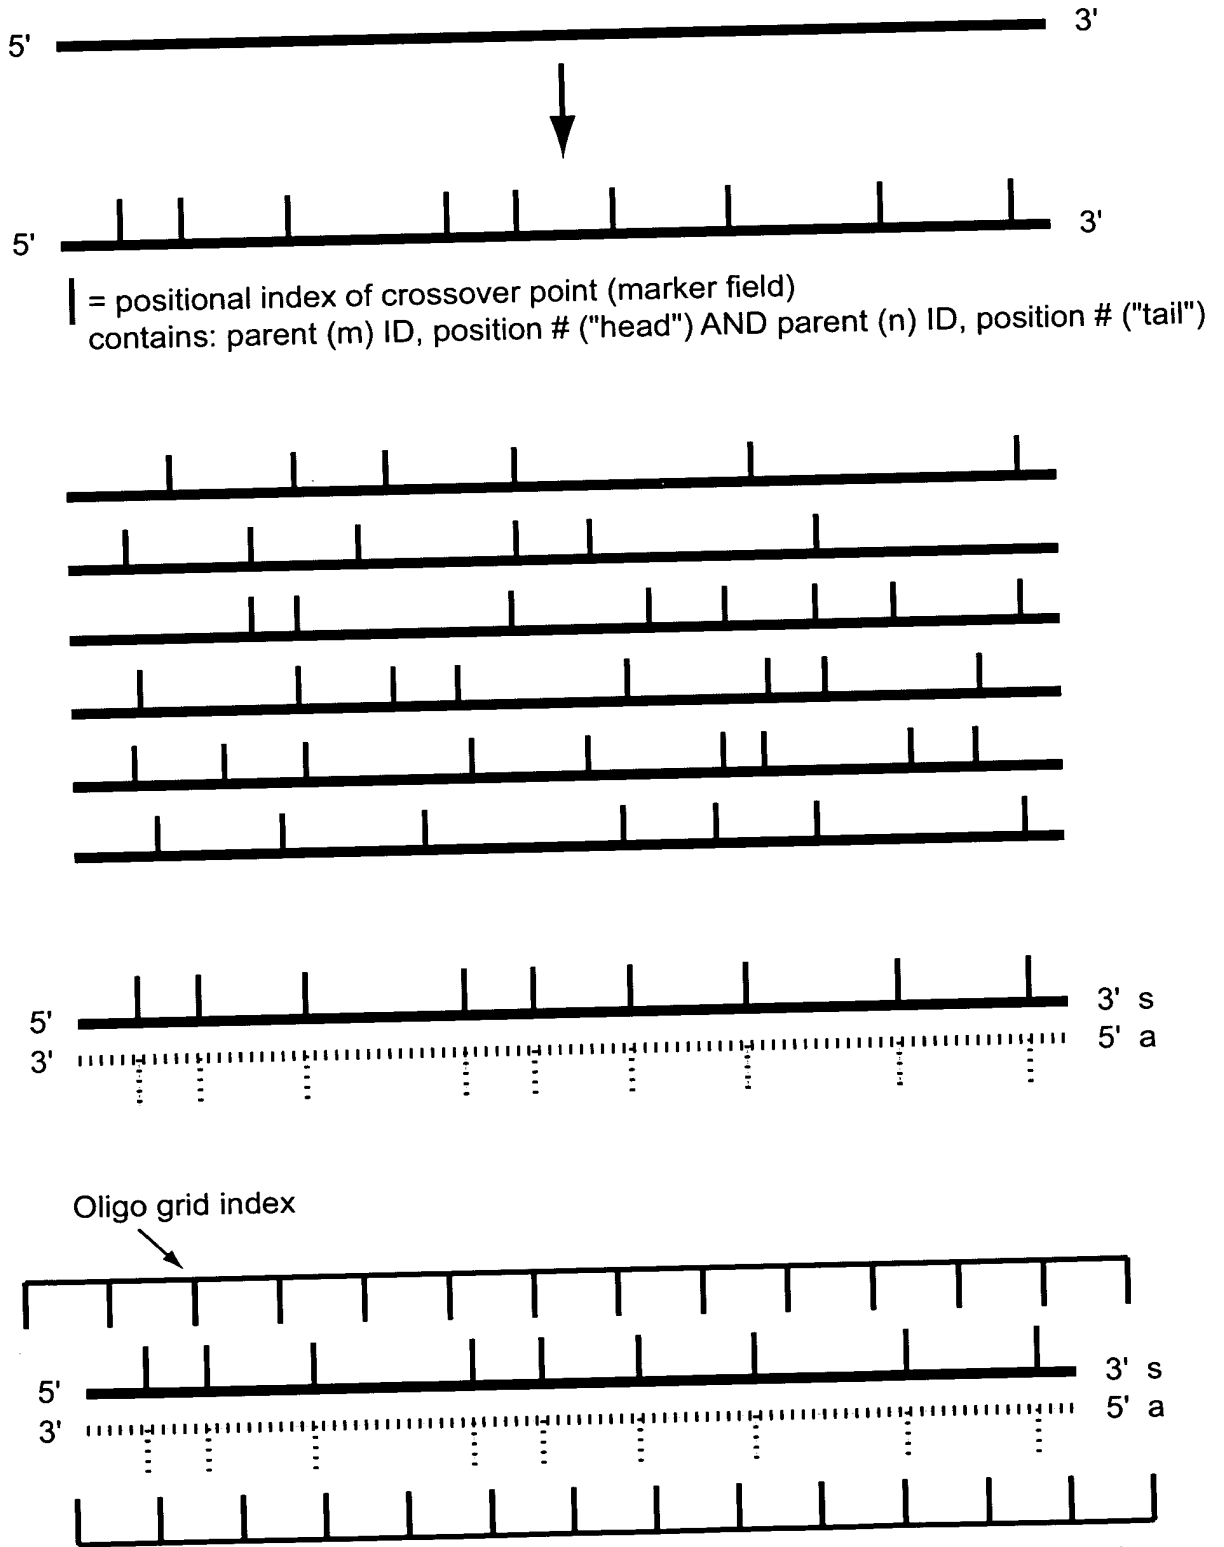 5' 3'
5' 3'
= positional index of crossover point (marker field)
contains: parent (m) ID, position # ("head") AND parent (n) ID, position # ("tail")
5' 3' s
3' 5' a
Oligo grid index
5' 3' s
3' 5' a